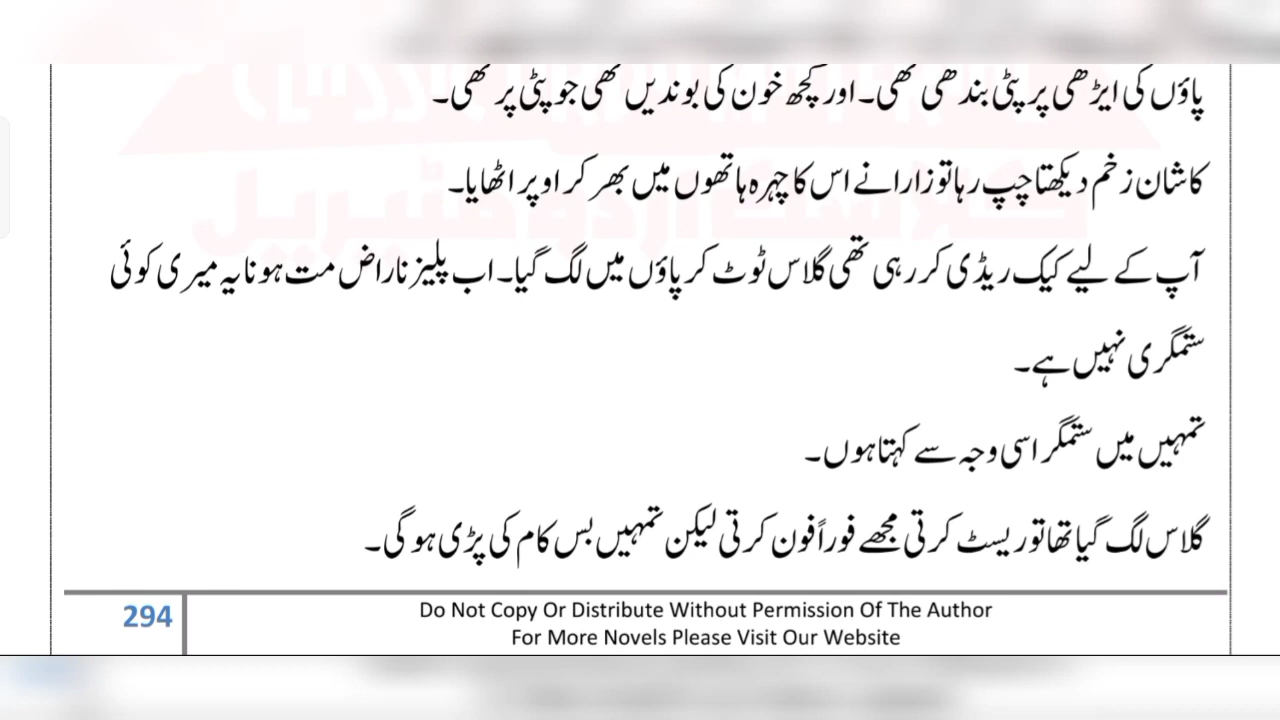 پاؤں کی ایڑھی پر پٹی بندھی تھی۔ اور کچھ خون کی بوندیں تھی جو پٹی پر تھی۔
کاشان زخم دیکھتا چپ رہا تو زارا نے اس کا چہرہ ہاتھوں میں بھر کر اوپر اٹھایا۔
آپ کے لیے کیک ریڈی کر رہی تھی گلاس ٹوٹ کر پاؤں میں لگ گیا۔ اب پلیز ناراض مت ہونا یہ میری کوئی
ستمگری نہیں ہے۔
تمہیں میں ستمگر اسی وجہ سے کہتا ہوں۔
گلاس لگ گیا تھا تو ریسٹ کرتی مجھے فوراً فون کرتی لیکن تمہیں بس کام کی پڑی ہو گی۔
294
Do Not Copy Or Distribute Without Permission Of The Author
For More Novels Please Visit Our Website